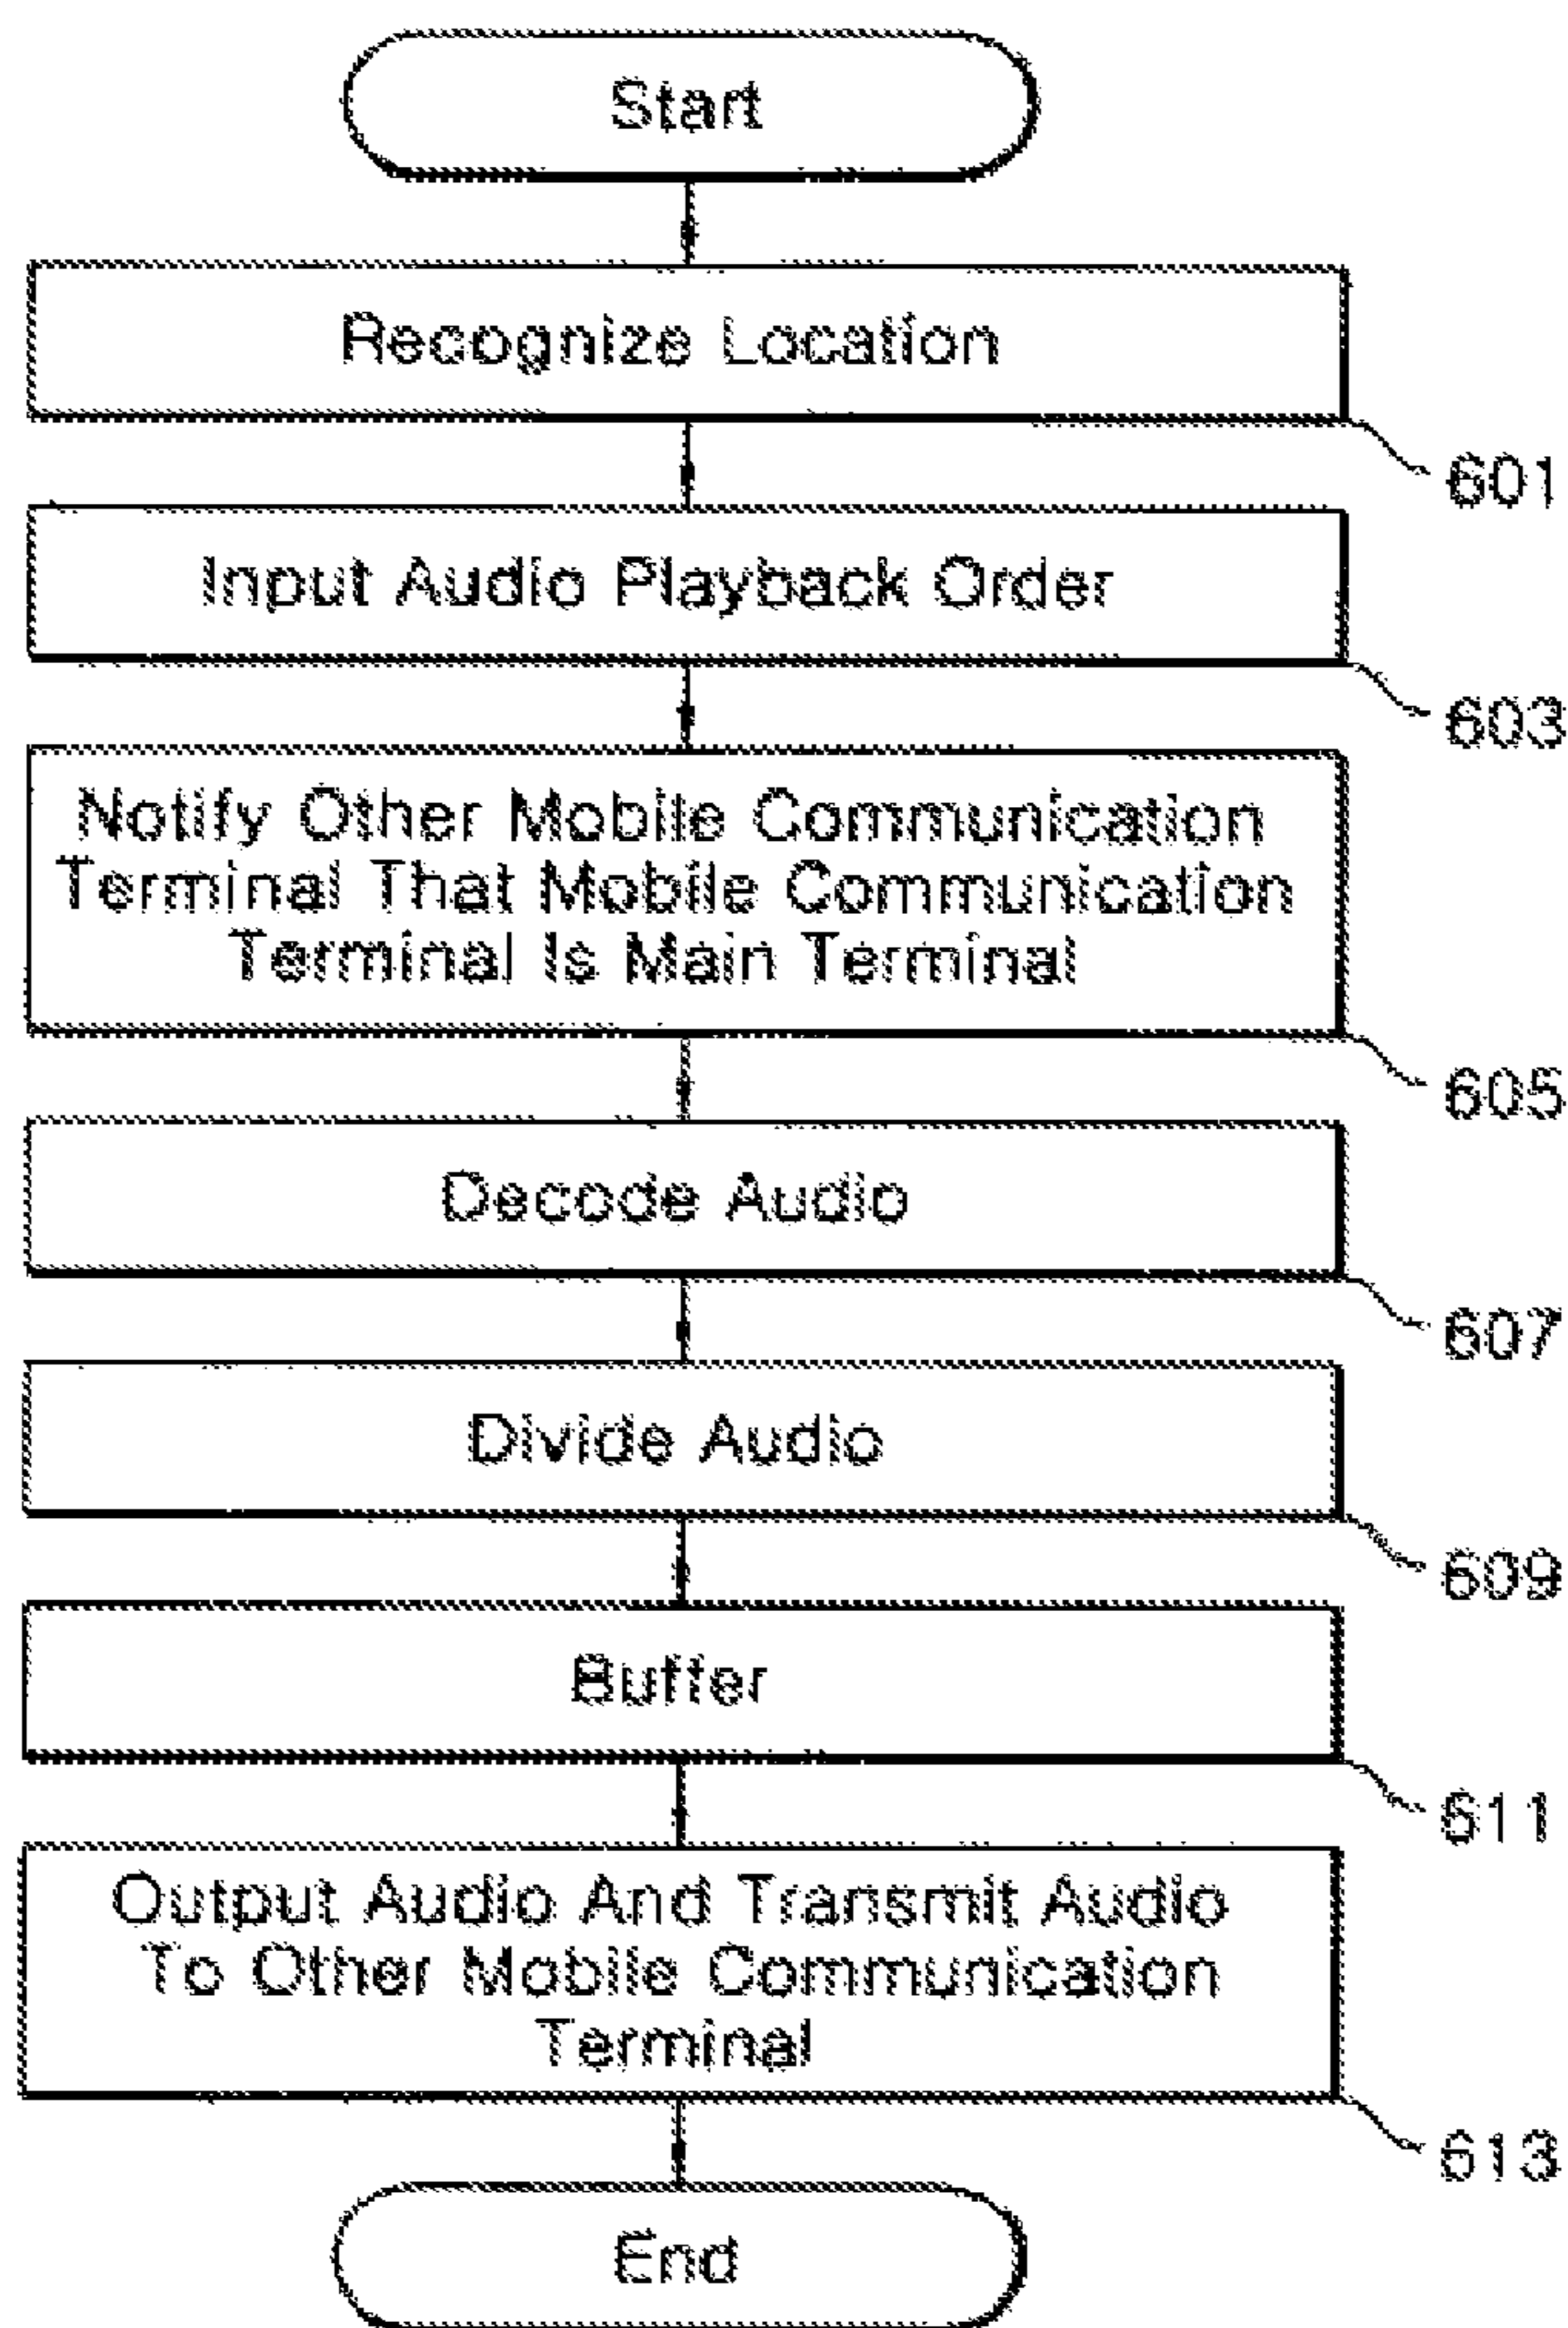 Start
Recognize Location
601
Input Audio Playback Order
603
Notify Other Mobile Communication
Terminal That Mobile Communication
Terminal Is Main Terminal
605
Decode Audio
607
Divide Audio
609
Buffer
611
Output Audio And Transmit Audio
To Other Mobile Communication
Terminal
613
End